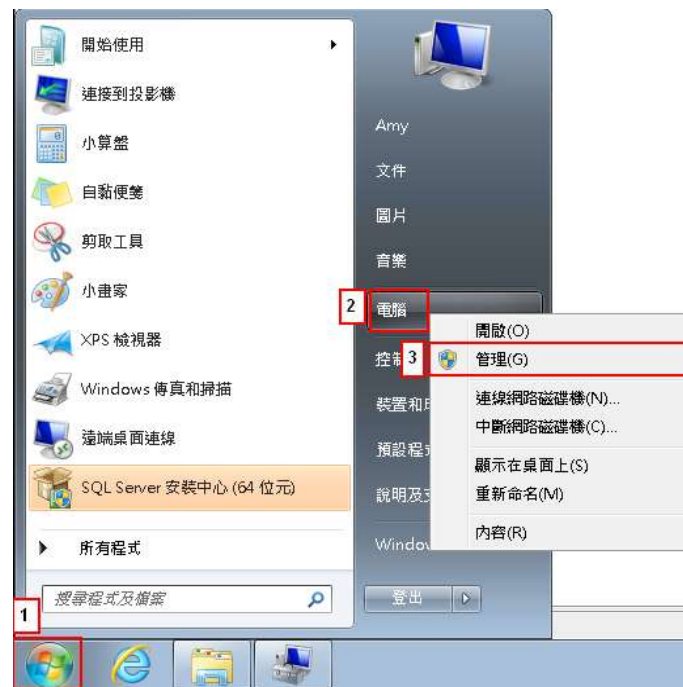 開始使用
連接到投影機
小算盤
自黏便箋
剪取工具
小畫家
XPS 檢視器
Windows 傳真和掃描
遠端桌面連線
SQL Server 安裝中心 (64 位元)
所有程式
搜尋程式及檔案
1
Amy
文件
圖片
音樂
2
電腦
控制
3
裝置和
預設程
說明及
Window
登出
開啟(O)
管理(G)
連線網路磁碟機(N)...
中斷網路磁碟機(C)...
顯示在桌面上(S)
重新命名(M)
內容(R)